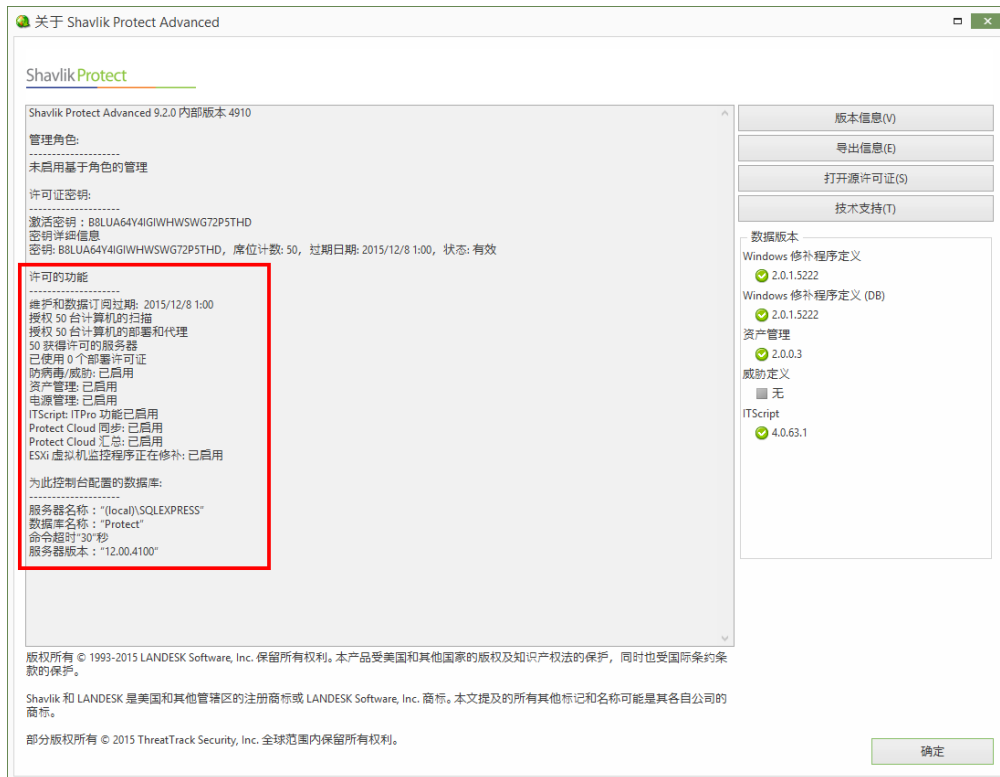 关于 Shavlik Protect Advanced
Shavlik Protect
Shavlik Protect Advanced 9.2.0 内部版本 4910
管理角色:
--------------------
未启用基于角色的管理
许可证密钥:
--------------------
激活密钥：B8LUA64Y4IGIWHWSWG72P5THD
密钥详细信息
密钥: B8LUA64Y4IGIWHWSWG72P5THD，席位计数: 50，过期日期: 2015/12/8 1:00，状态: 有效
许可的功能
--------------------
维护和数据订阅过期: 2015/12/8 1:00
授权 50 台计算机的扫描
授权 50 台计算机的部署和代理
50 获得许可的服务器
已使用 0 个部署许可证
防病毒/威胁: 已启用
资产管理: 已启用
电源管理: 已启用
ITScript: ITPro 功能已启用
Protect Cloud 同步: 已启用
Protect Cloud 汇总: 已启用
ESXi 虚拟机监控程序正在修补: 已启用
为此控制台配置的数据库:
--------------------
服务器名称："(local)\SQLEXPRESS"
数据库名称："Protect"
命令超时"30"秒
服务器版本："12.00.4100"
版本信息(V)
导出信息(E)
打开源许可证(S)
技术支持(T)
数据版本
Windows 修补程序定义
2.0.1.5222
Windows 修补程序定义 (DB)
2.0.1.5222
资产管理
2.0.0.3
威胁定义
无
ITScript
4.0.63.1
版权所有 © 1993-2015 LANDESK Software, Inc. 保留所有权利。本产品受美国和其他国家的版权及知识产权法的保护，同时也受国际条约条
款的保护。
Shavlik 和 LANDESK 是美国和其他管辖区的注册商标或 LANDESK Software, Inc. 商标。本文提及的所有其他标记和名称可能是其各自公司的
商标。
部分版权所有 © 2015 ThreatTrack Security, Inc. 全球范围内保留所有权利。
确定